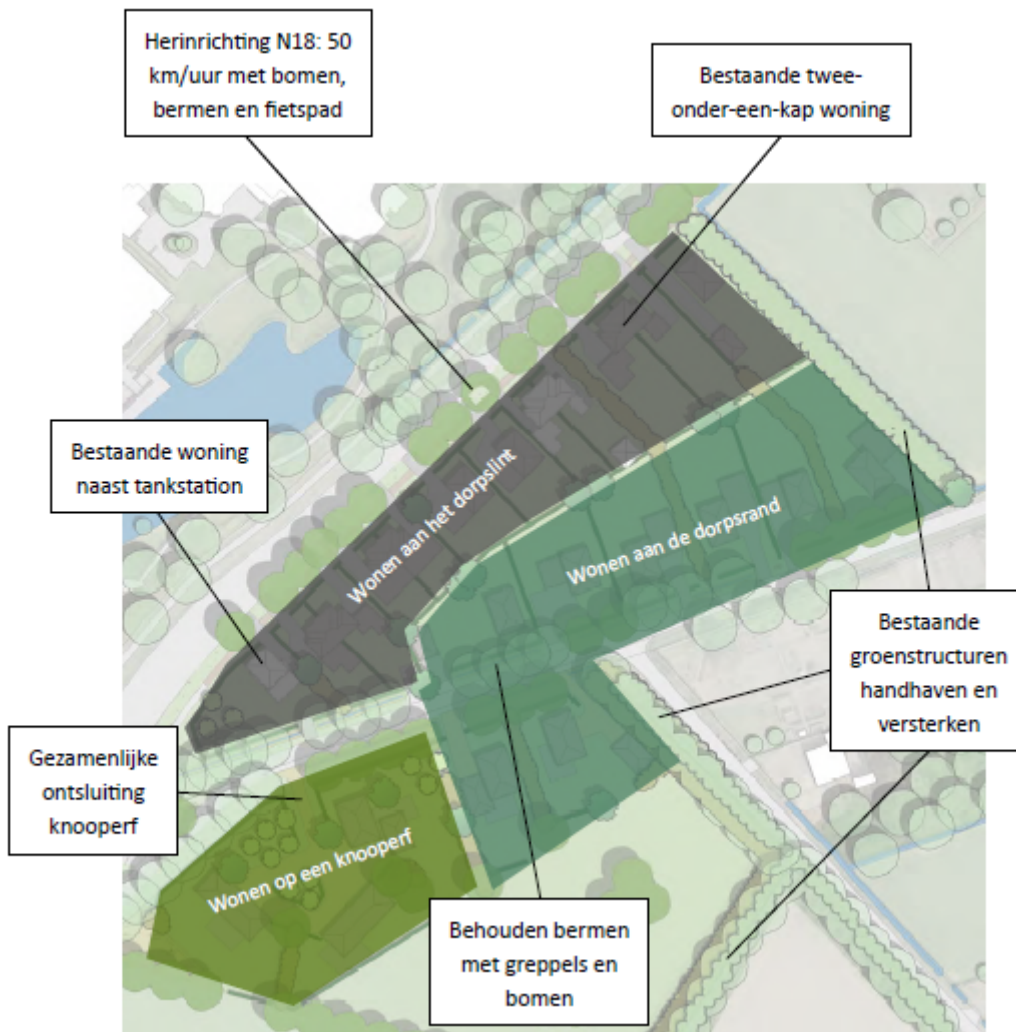 Herinrichting N18: 50
km/uur met bomen,
bermen en fietspad
Bestaande twee-
onder-een-kap woning
Bestaande woning
naast tankstation
Wonen aan het dorpslint
Wonen aan de dorpsrand
Bestaande
groenstructuren
handhaven en
versterken
Gezamenlijke
ontsluiting
knooperf
Wonen op een knooperf
Behouden bermen
met greppels en
bomen